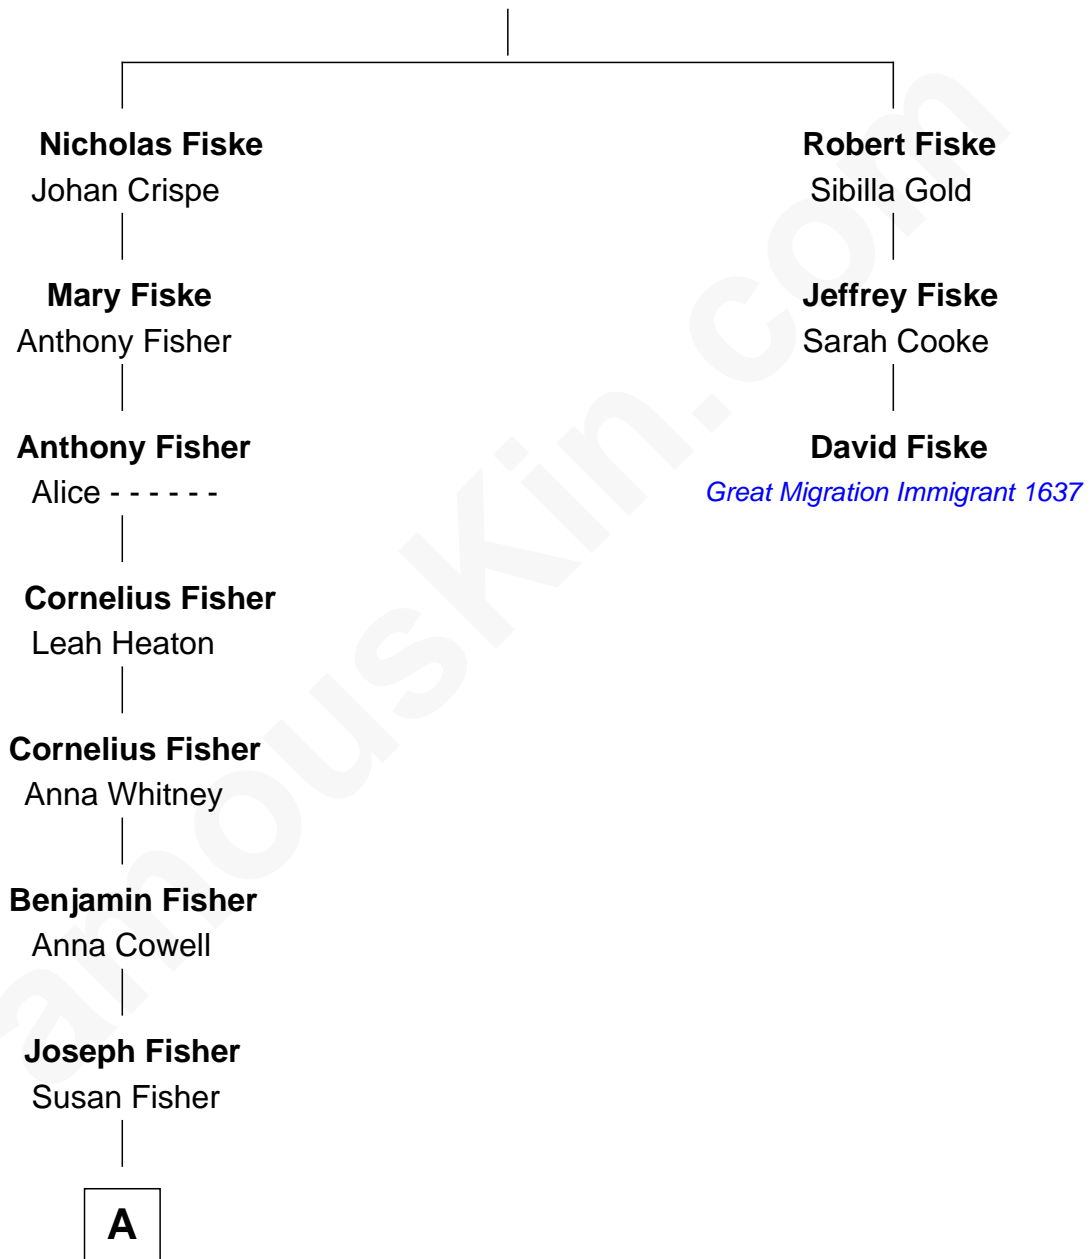 Nicholas Fiske
Johan Crispe
Robert Fiske
Sibilla Gold
Mary Fiske
Anthony Fisher
Jeffrey Fiske
Sarah Cooke
Anthony Fisher
Alice - - - - - -
David Fiske
Great Migration Immigrant 1637
Cornelius Fisher
Leah Heaton
Cornelius Fisher
Anna Whitney
Benjamin Fisher
Anna Cowell
Joseph Fisher
Susan Fisher
A
amouskin.com